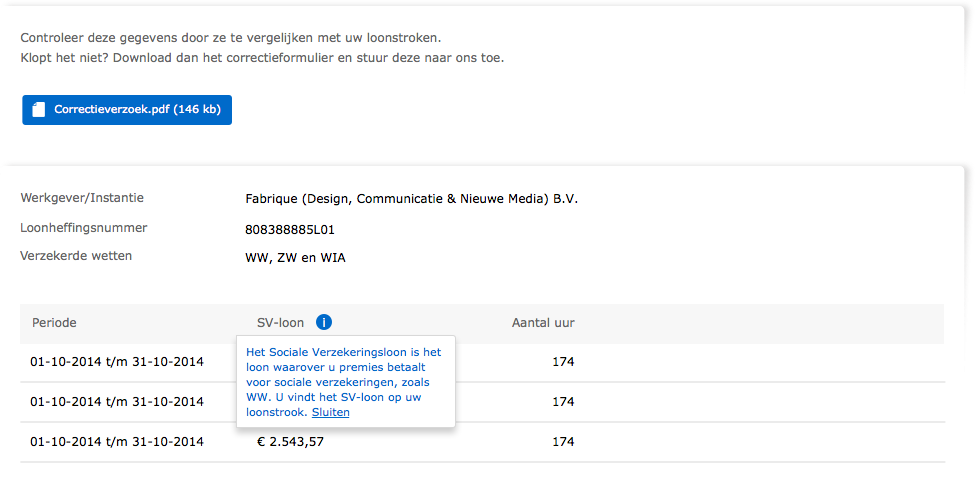 Controleer deze gegevens door ze te vergelijken met uw loonstroken.
Klopt het niet? Download dan het correctieformulier en stuur deze naar ons toe.
Correctieverzoek.pdf (146 kb)
Werkgever/Instantie Fabrique (Design, Communicatie & Nieuwe Media) B.V.
Loonheffingsnummer 808388885L01
Verzekerde wetten WW, ZW en WIA
Periode SV-loon i Aantal uur
01-10-2014 t/m 31-10-2014 174
Het Sociale Verzekeringsloon is het
loon waarover u premies betaalt
voor sociale verzekeringen, zoals
WW. U vindt het SV-loon op uw
loonstrook. Sluiten
01-10-2014 t/m 31-10-2014 174
01-10-2014 t/m 31-10-2014 € 2.543,57 174